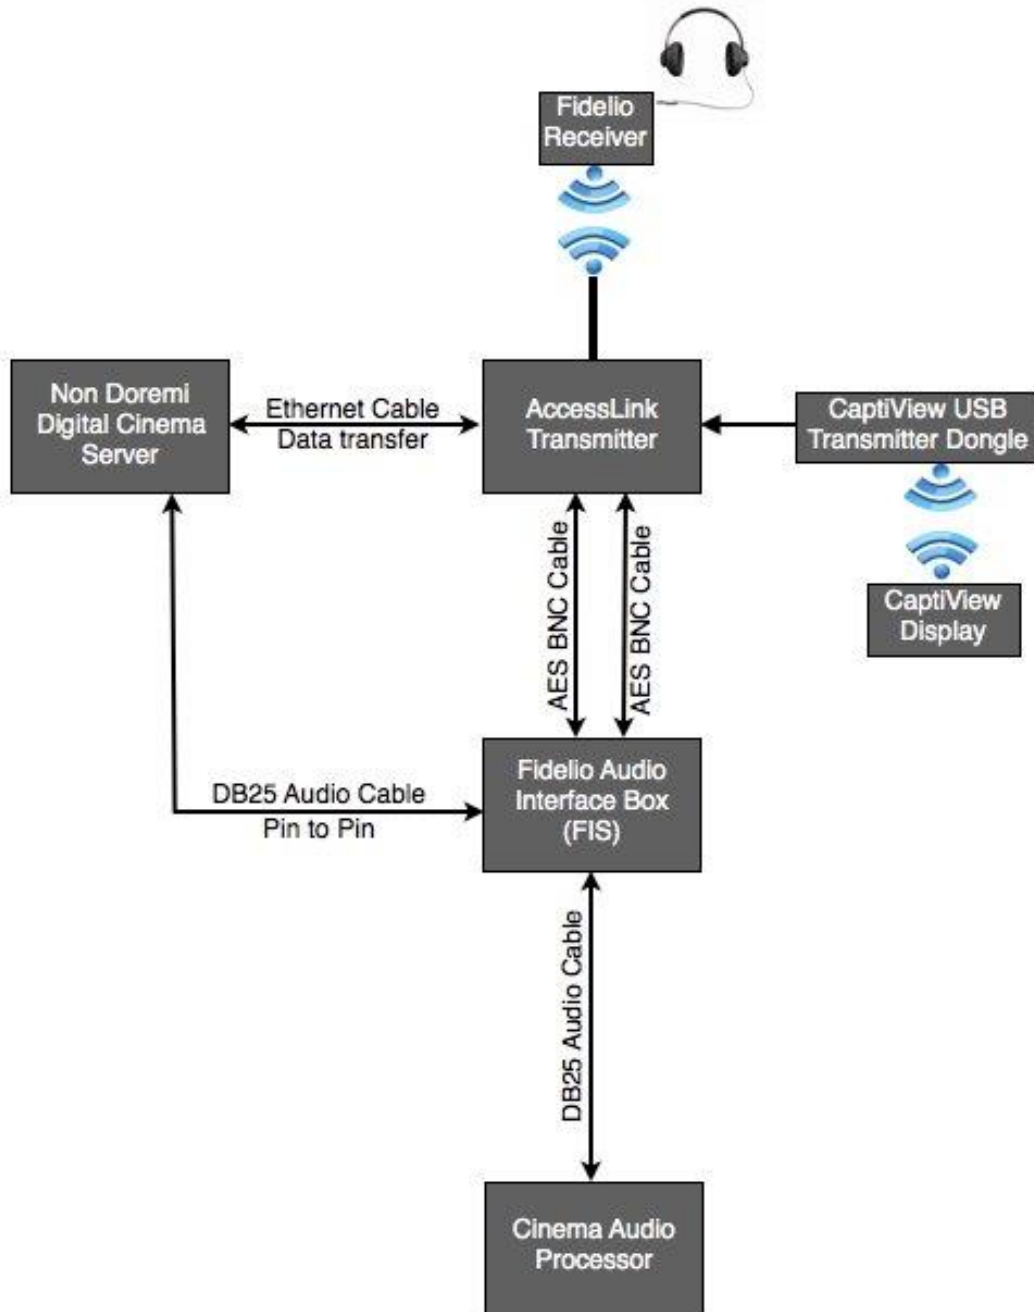 Fidelio
Receiver
Non Doremi
Digital Cinema
Server
Ethernet Cable
Data transfer
AccessLink
Transmitter
CaptiView USB
Transmitter Dongle
CaptiView
Display
AES BNC Cable
AES BNC Cable
DB25 Audio Cable
Pin to Pin
Fidelio Audio
Interface Box
(FIS)
DB25 Audio Cable
Cinema Audio
Processor